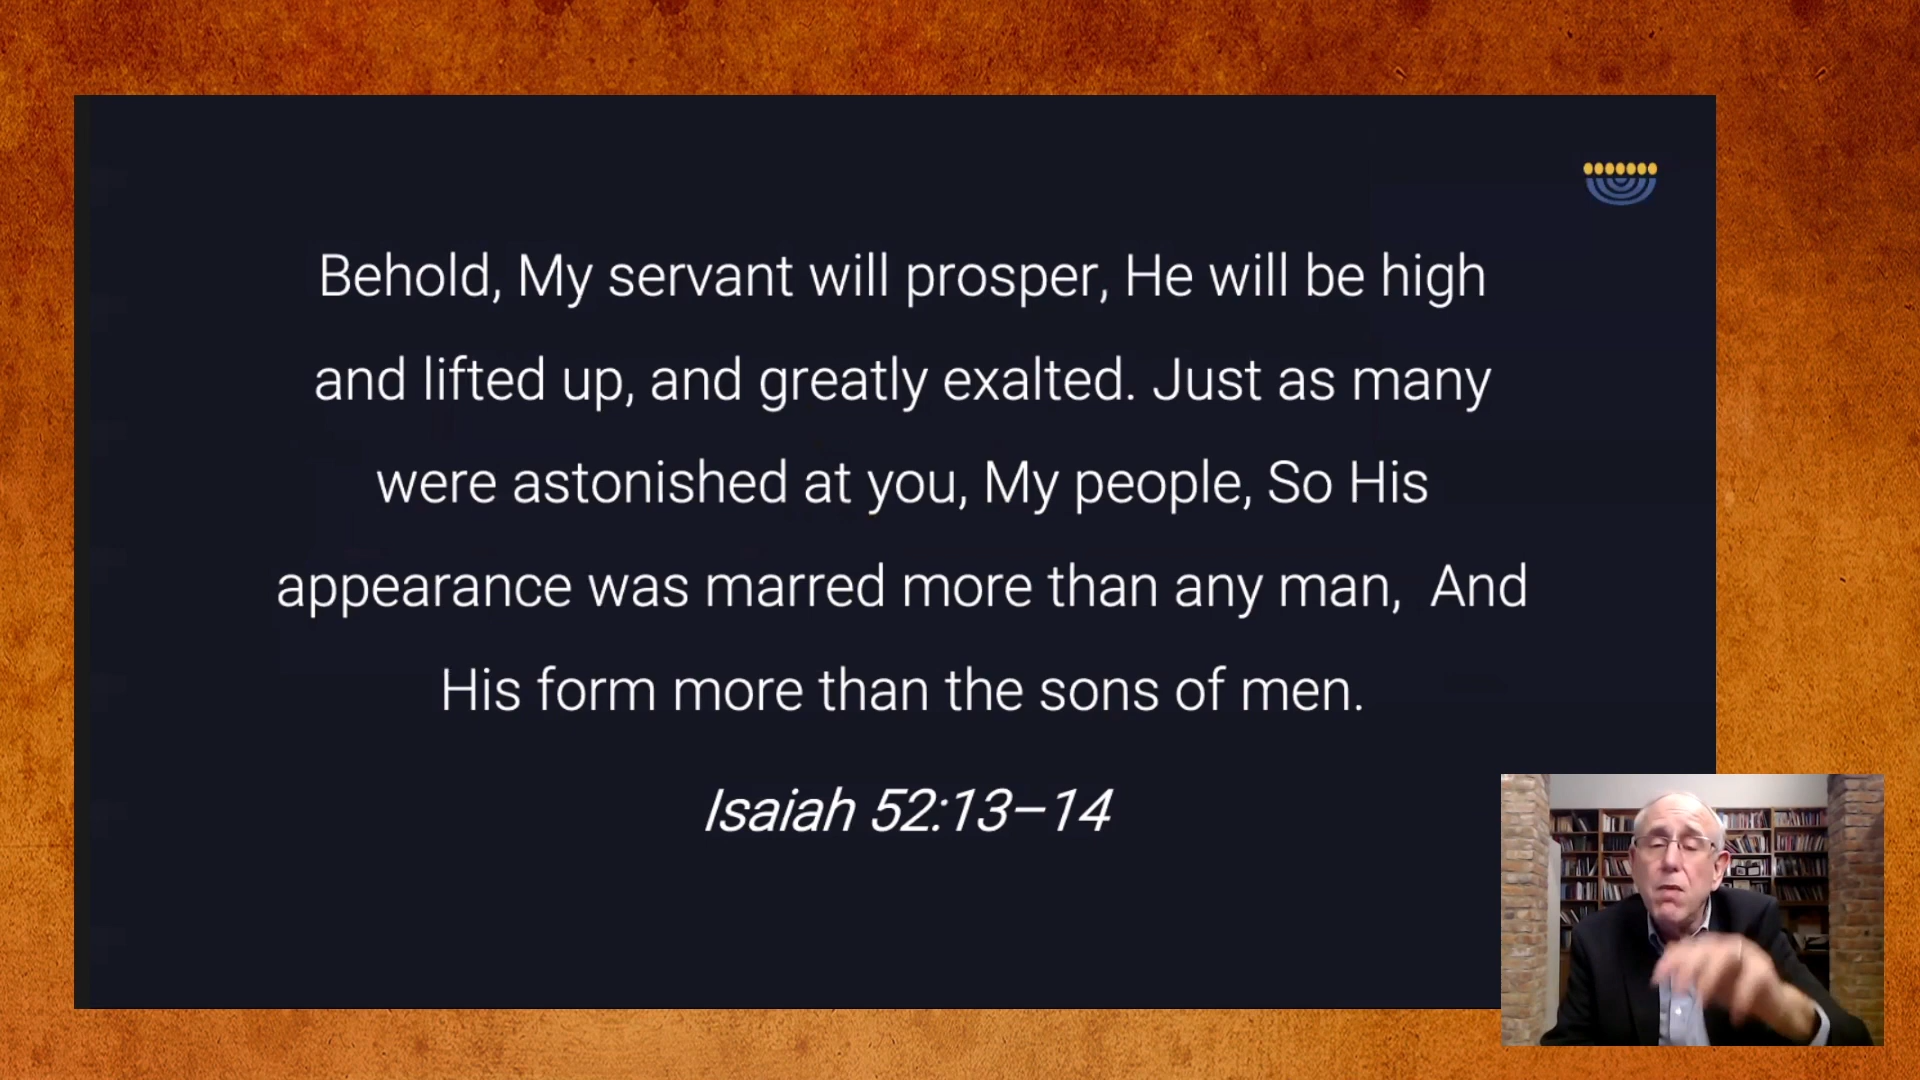 Behold, My servant will prosper, He will be high
and lifted up, and greatly exalted. Just as many
were astonished at you, My people, So His
appearance was marred more than any man,  And
His form more than the sons of men.
Isaiah 52:13–14